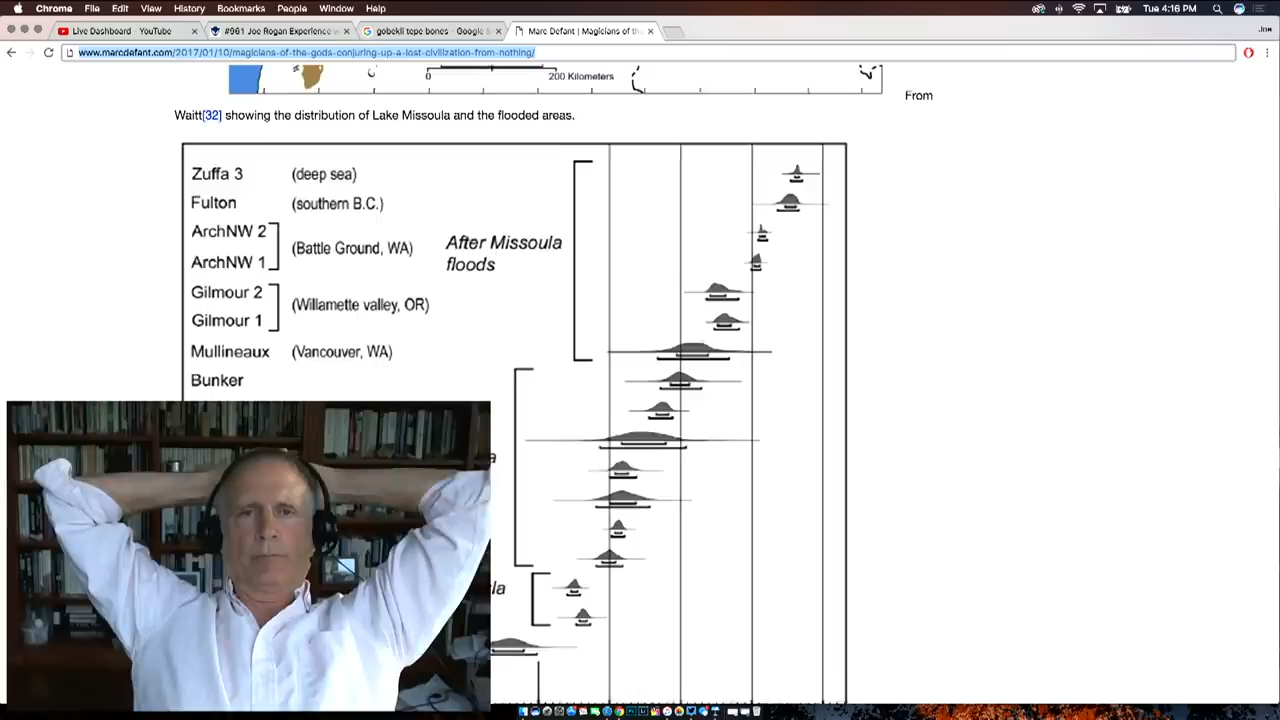 Chrome File Edit View History Bookmarks People Window Help Tue 4:16 PM
Live Dashboard - YouTube #961 Joe Rogan Experience gobekli tepe bones - Google S Marc Defant | Magicians of th
www.marcdefant.com/2017/01/10/magicians-of-the-gods-conjuring-up-a-lost-civilization-from-nothing/
0 200 Kilometers
From
Waitt[32] showing the distribution of Lake Missoula and the flooded areas.
Zuffa 3 (deep sea)
Fulton (southern B.C.)
ArchNW 2
(Battle Ground, WA)
After Missoula
floods
ArchNW 1
Gilmour 2
(Willamette valley, OR)
Gilmour 1
Mullineaux (Vancouver, WA)
Bunker